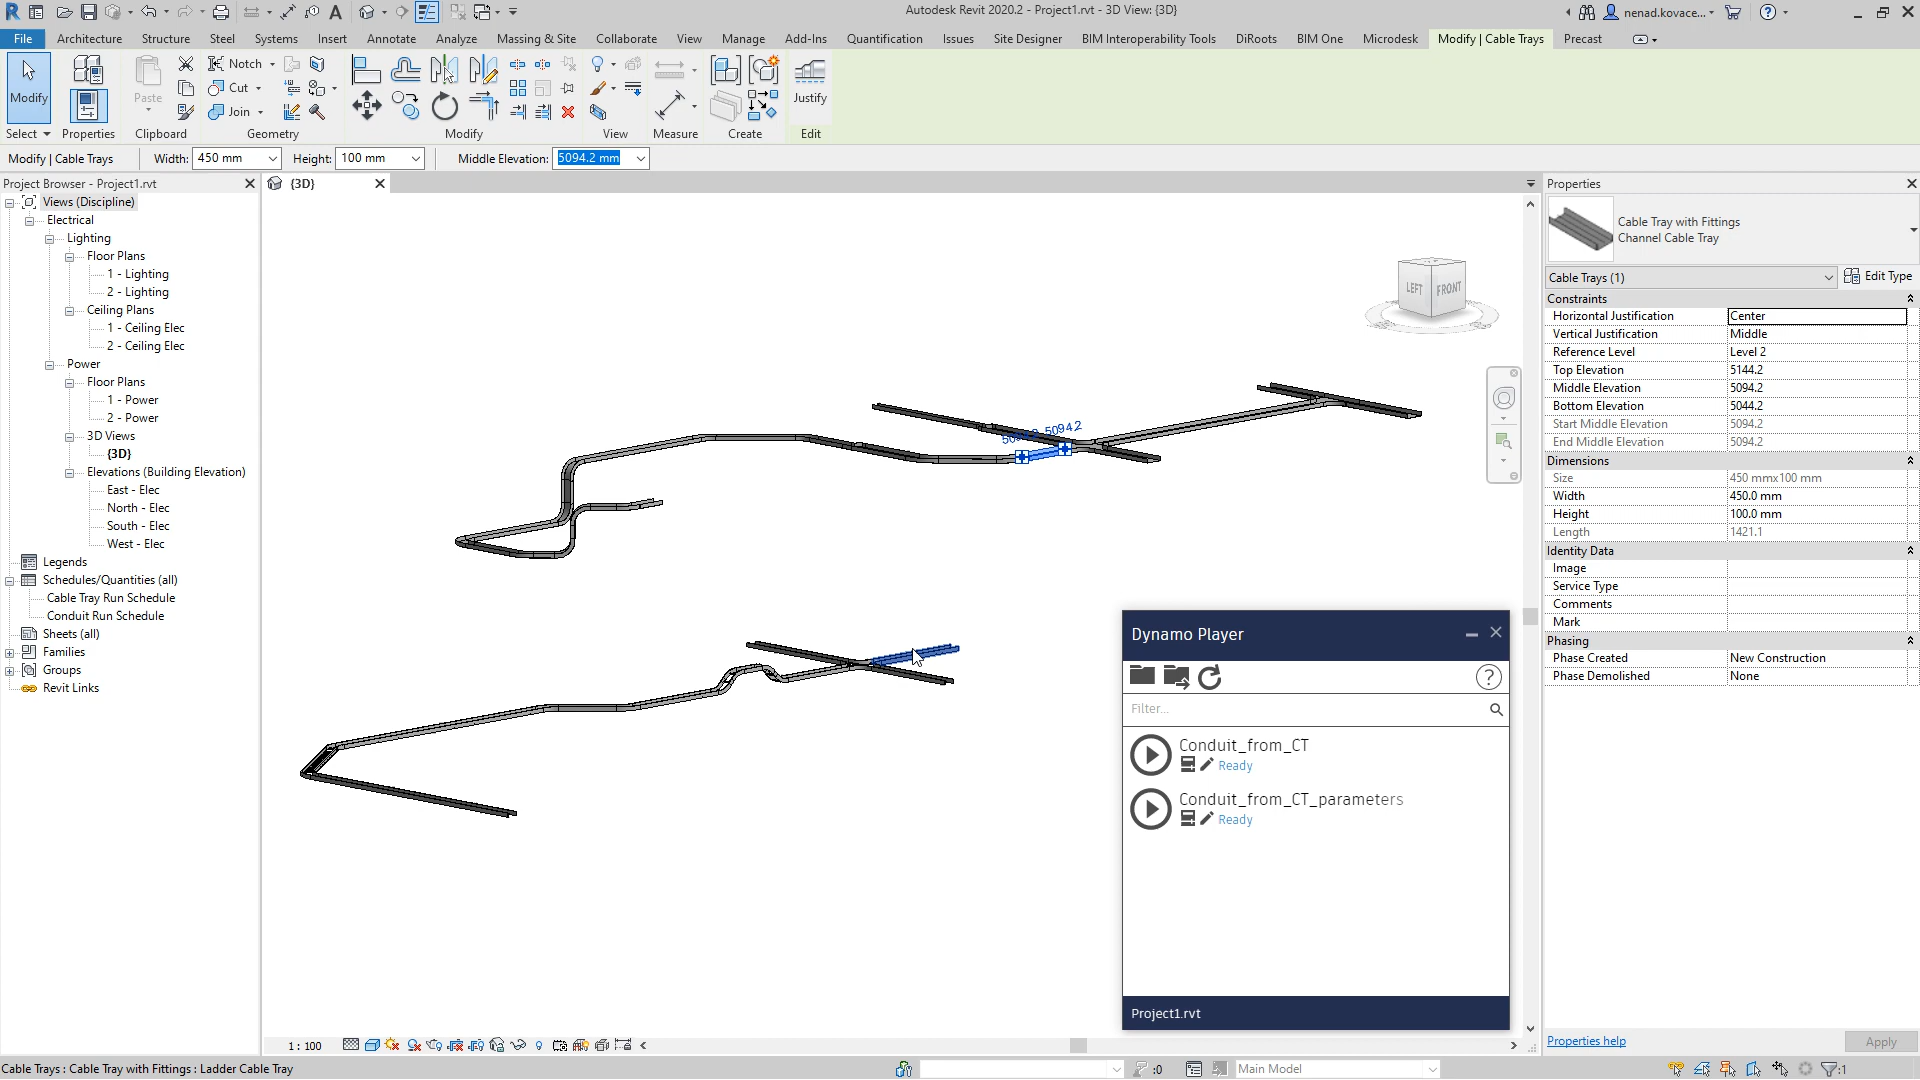 Autodesk Revit 2020.2 - Project1.rvt - 3D View: {3D}
nenad.kovace...
File Architecture Structure Steel Systems Insert Annotate Analyze Massing & Site Collaborate View Manage Add-Ins Quantification Issues Site Designer BIM Interoperability Tools DiRoots BIM One Microdesk Modify | Cable Trays Precast
Modify
Paste
Notch
Cut
Join
Justify
Select Properties Clipboard Geometry Modify View Measure Create Edit
Modify | Cable Trays Width: 450 mm Height: 100 mm Middle Elevation: 5094.2 mm
Project Browser - Project1.rvt
Views (Discipline)
Electrical
Lighting
Floor Plans
1 - Lighting
2 - Lighting
Ceiling Plans
1 - Ceiling Elec
2 - Ceiling Elec
Power
Floor Plans
1 - Power
2 - Power
3D Views
{3D}
Elevations (Building Elevation)
East - Elec
North - Elec
South - Elec
West - Elec
Legends
Schedules/Quantities (all)
Cable Tray Run Schedule
Conduit Run Schedule
Sheets (all)
Families
Groups
Revit Links
{3D}
LEFT FRONT
5094.2
Dynamo Player
Filter...
Conduit_from_CT
Ready
Conduit_from_CT_parameters
Ready
Project1.rvt
Properties
Cable Tray with Fittings
Channel Cable Tray
Cable Trays (1) Edit Type
Constraints
Horizontal Justification Center
Vertical Justification Middle
Reference Level Level 2
Top Elevation 5144.2
Middle Elevation 5094.2
Bottom Elevation 5044.2
Start Middle Elevation 5094.2
End Middle Elevation 5094.2
Dimensions
Size 450 mmx100 mm
Width 450.0 mm
Height 100.0 mm
Length 1421.1
Identity Data
Image
Service Type
Comments
Mark
Phasing
Phase Created New Construction
Phase Demolished None
Properties help Apply
1 : 100
Cable Trays : Cable Tray with Fittings : Ladder Cable Tray
:0
Main Model
:1